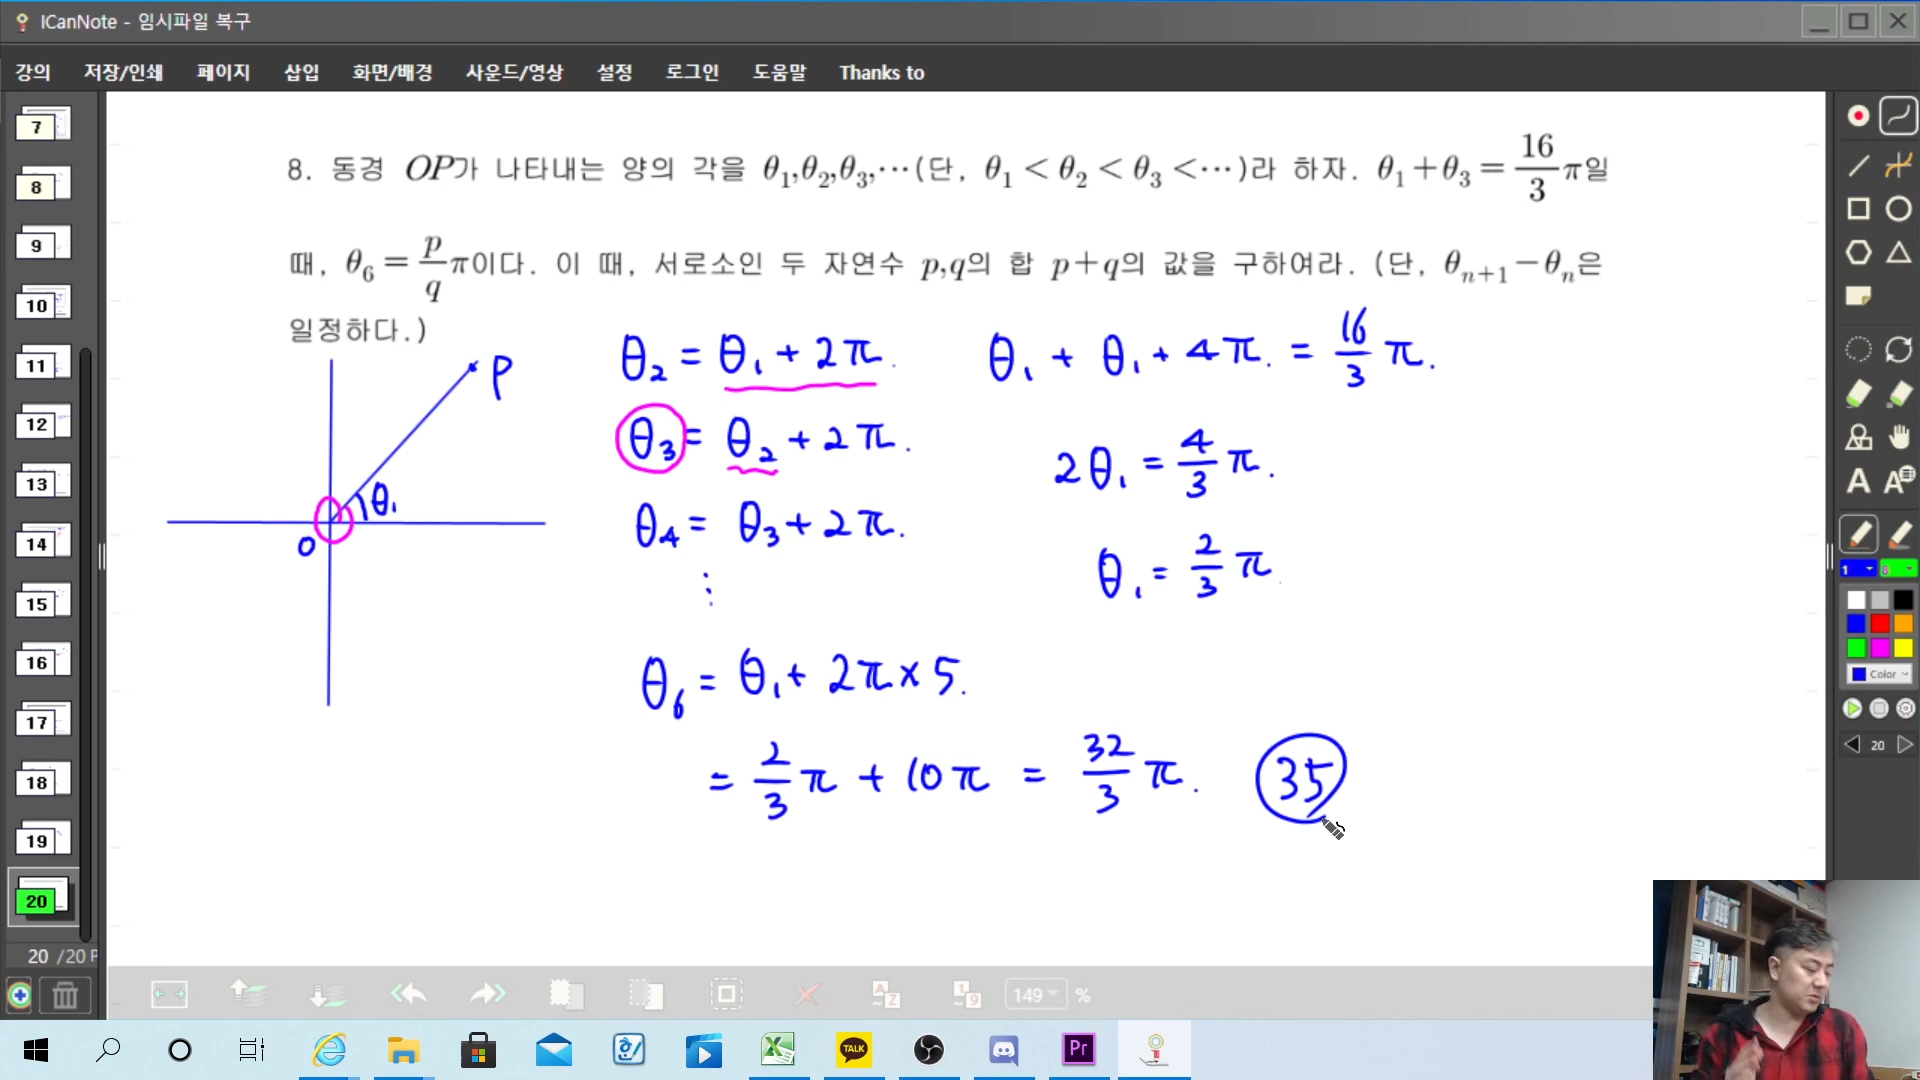 ICanNote - 임시파일 복구
강의 저장/인쇄 페이지 삽입 화면/배경 사운드/영상 설정 로그인 도움말 Thanks to
7
8
9
10
11
12
13
14
15
16
17
18
19
20
20 /20 P
8. 동경 OP가 나타내는 양의 각을 θ₁,θ₂,θ₃,⋯(단, θ₁ < θ₂ < θ₃ <⋯)라 하자. θ₁+θ₃ = 16/3 π일
때, θ₆ = p/q π이다. 이 때, 서로소인 두 자연수 p,q의 합 p+q의 값을 구하여라. (단, θₙ₊₁−θₙ은
일정하다.)
P
θ₁
O
θ₂ = θ₁ + 2π.
θ₃ = θ₂ + 2π.
θ₄ = θ₃ + 2π.
⋮
θ₆ = θ₁ + 2π × 5.
= 2/3 π + 10π = 32/3 π. 35
θ₁ + θ₁ + 4π. = 16/3 π.
2θ₁ = 4/3 π.
θ₁ = 2/3 π
A A
1
Color
20
149 %
TALK
Pr